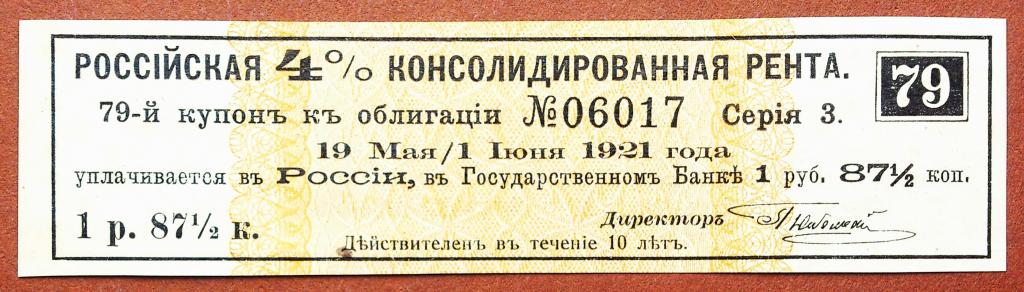 РОССІЙСКАЯ 4% КОНСОЛИДИРОВАННАЯ РЕНТА.
79
79-й купонъ къ облигаціи №06017 Серія 3.
19 Мая/1 Іюня 1921 года
уплачивается въ Россіи, въ Государственномъ Банкѣ 1 руб. 87½ коп.
1 р. 87½ к.
Директоръ
Дѣйствителенъ въ теченіе 10 лѣтъ.